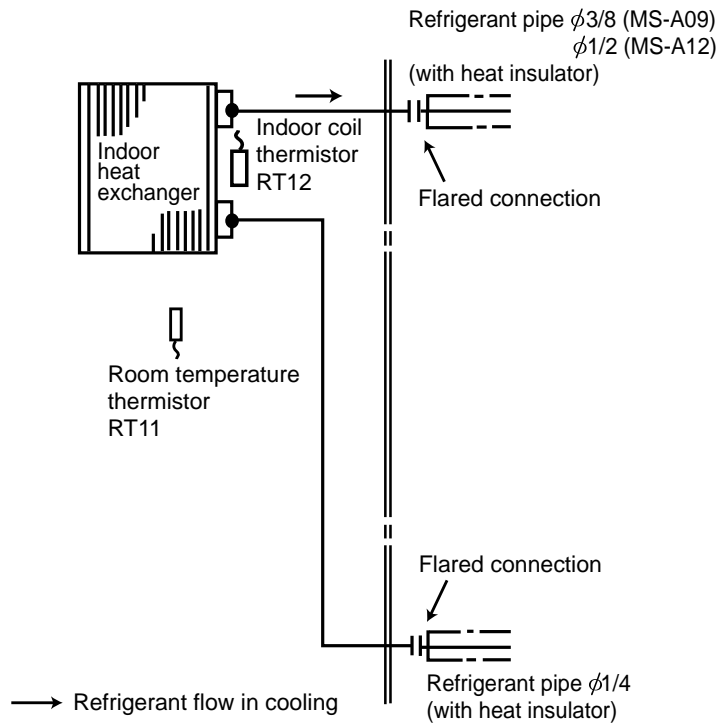 Refrigerant pipe ϕ3/8 (MS-A09)
ϕ1/2 (MS-A12)
(with heat insulator)
Indoor coil
thermistor
RT12
Indoor
heat
exchanger
Flared connection
Room temperature
thermistor
RT11
Flared connection
Refrigerant pipe ϕ1/4
(with heat insulator)
Refrigerant flow in cooling